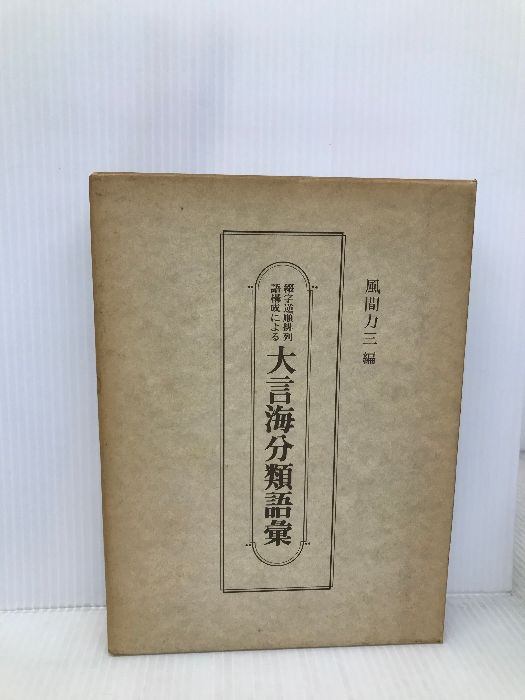 風間力三 編
綴字逆順排列
語構成による
大言海分類語彙